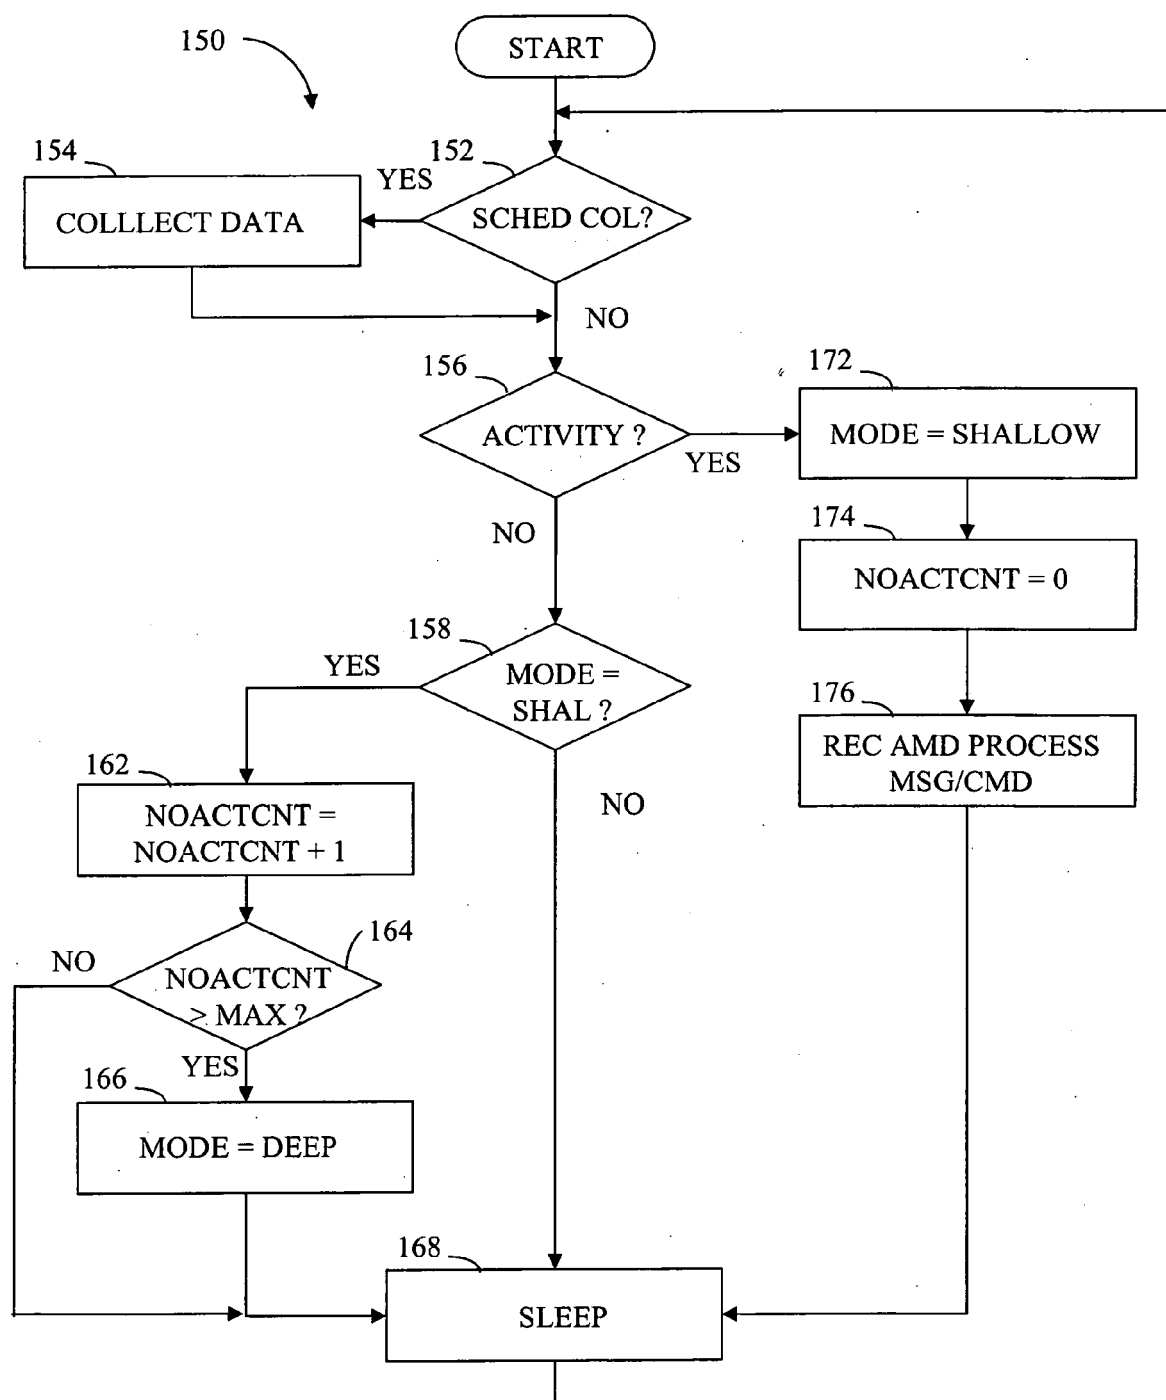 150
START
154
152
YES
COLLLECT DATA
SCHED COL?
NO
156
172
ACTIVITY ?
YES
MODE = SHALLOW
NO
174
NOACTCNT = 0
158
YES
MODE =
SHAL ?
176
REC AMD PROCESS
MSG/CMD
162
NO
NOACTCNT =
NOACTCNT + 1
164
NO
NOACTCNT
> MAX ?
YES
166
MODE = DEEP
168
SLEEP